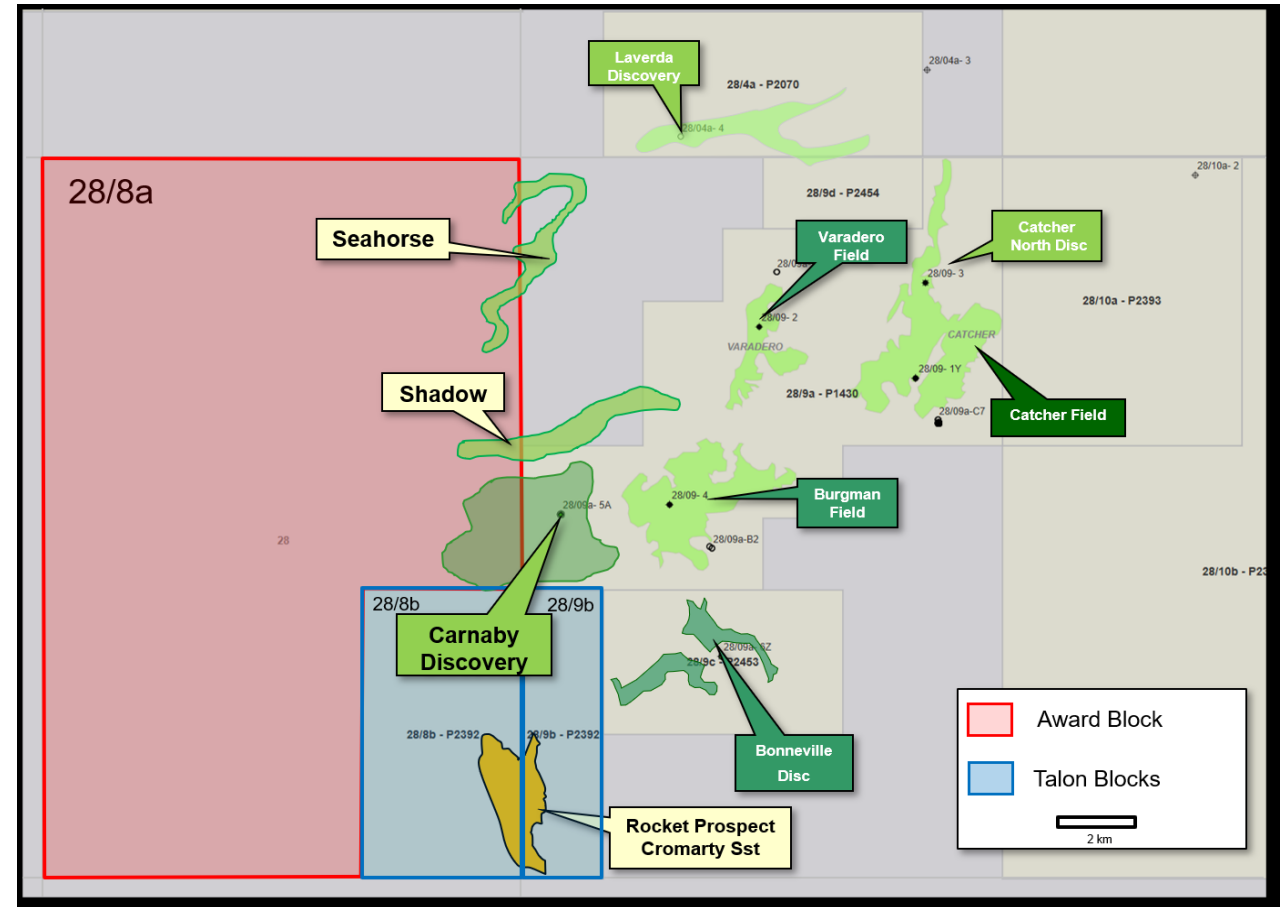 Laverda
Discovery
28/04a- 3
28/4a - P2070
28/04a- 4
28/8a
28/10a- 2
28/9d - P2454
Seahorse
Varadero
Field
Catcher
North Disc
28/09- 3
28/10a - P2393
28/09- 2
VARADERO
CATCHER
28/09- 1Y
Shadow
28/9a - P1430
28/09a-C7
Catcher Field
28/09a- 5A
28/09- 4
Burgman
Field
28
28/09a-B2
28/8b
28/9b
Carnaby
Discovery
28/9c - P2453
28/8b - P2392
28/9b - P2392
Bonneville
Disc
Rocket Prospect
Cromarty Sst
Award Block
Talon Blocks
2 km